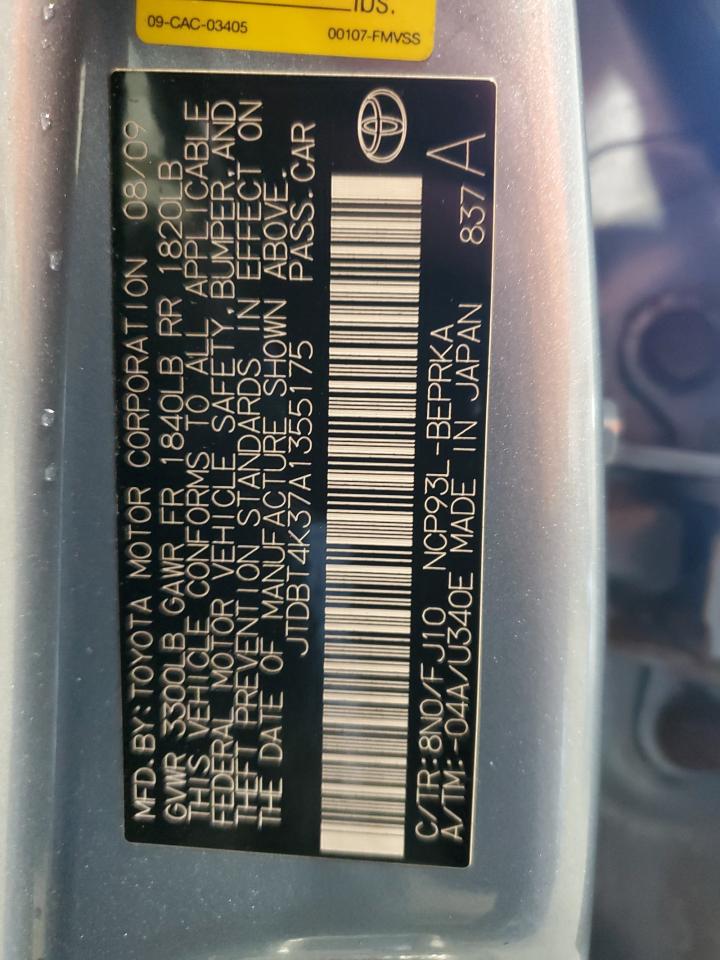 IDS.
09-CAC-03405 00107-FMVSS
MFD.BY:TOYOTA MOTOR CORPORATION 08/09
GVWR 3300LB GAWR FR 1840LB RR 1820LB
THIS VEHICLE CONFORMS TO ALL APPLICABLE
FEDERAL MOTOR VEHICLE SAFETY,BUMPER,AND
THEFT PREVENTION STANDARDS IN EFFECT ON
THE DATE OF MANUFACTURE SHOWN ABOVE.
JTDBT4K37A1355175 PASS.CAR
C/TR:8N0/FJ10 NCP93L-BEPRKA 837A
A/TM:-04A/U340E MADE IN JAPAN